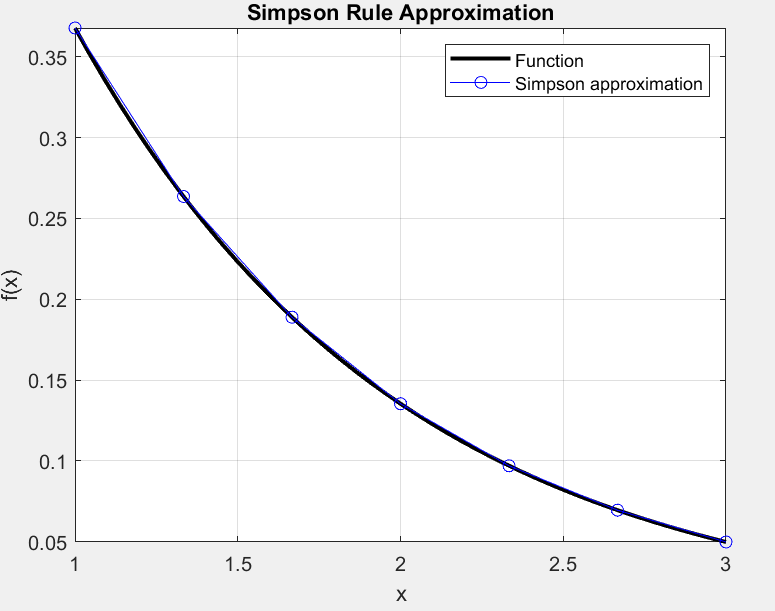 Simpson Rule Approximation
Function
Simpson approximation
0.35
0.3
0.25
0.2
0.15
0.1
0.05
f(x)
1
1.5
2
2.5
3
x